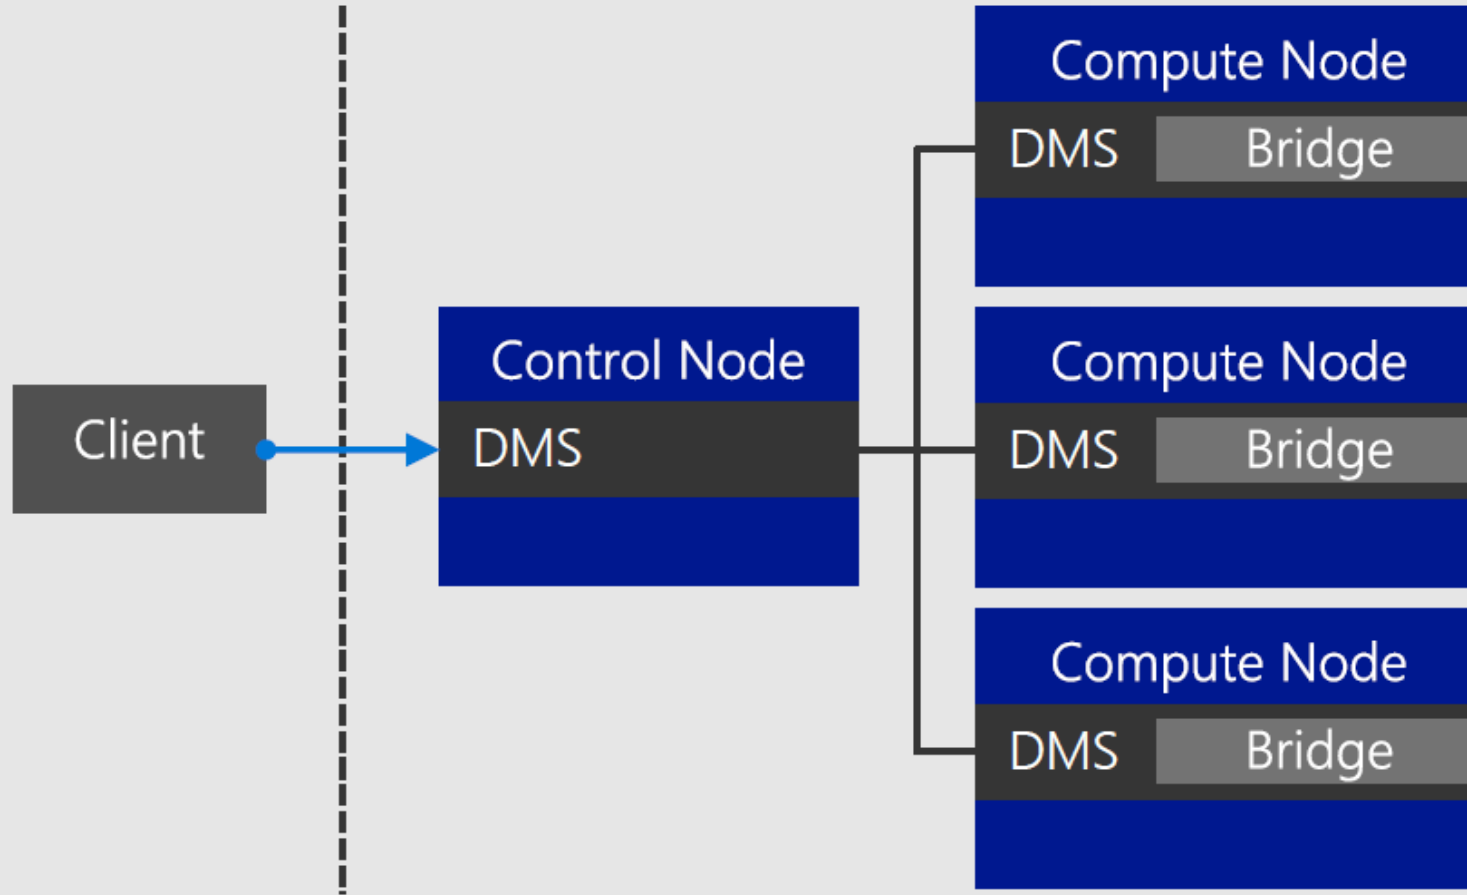 Compute Node
DMS Bridge
Control Node
Compute Node
Client
DMS
DMS Bridge
Compute Node
DMS Bridge